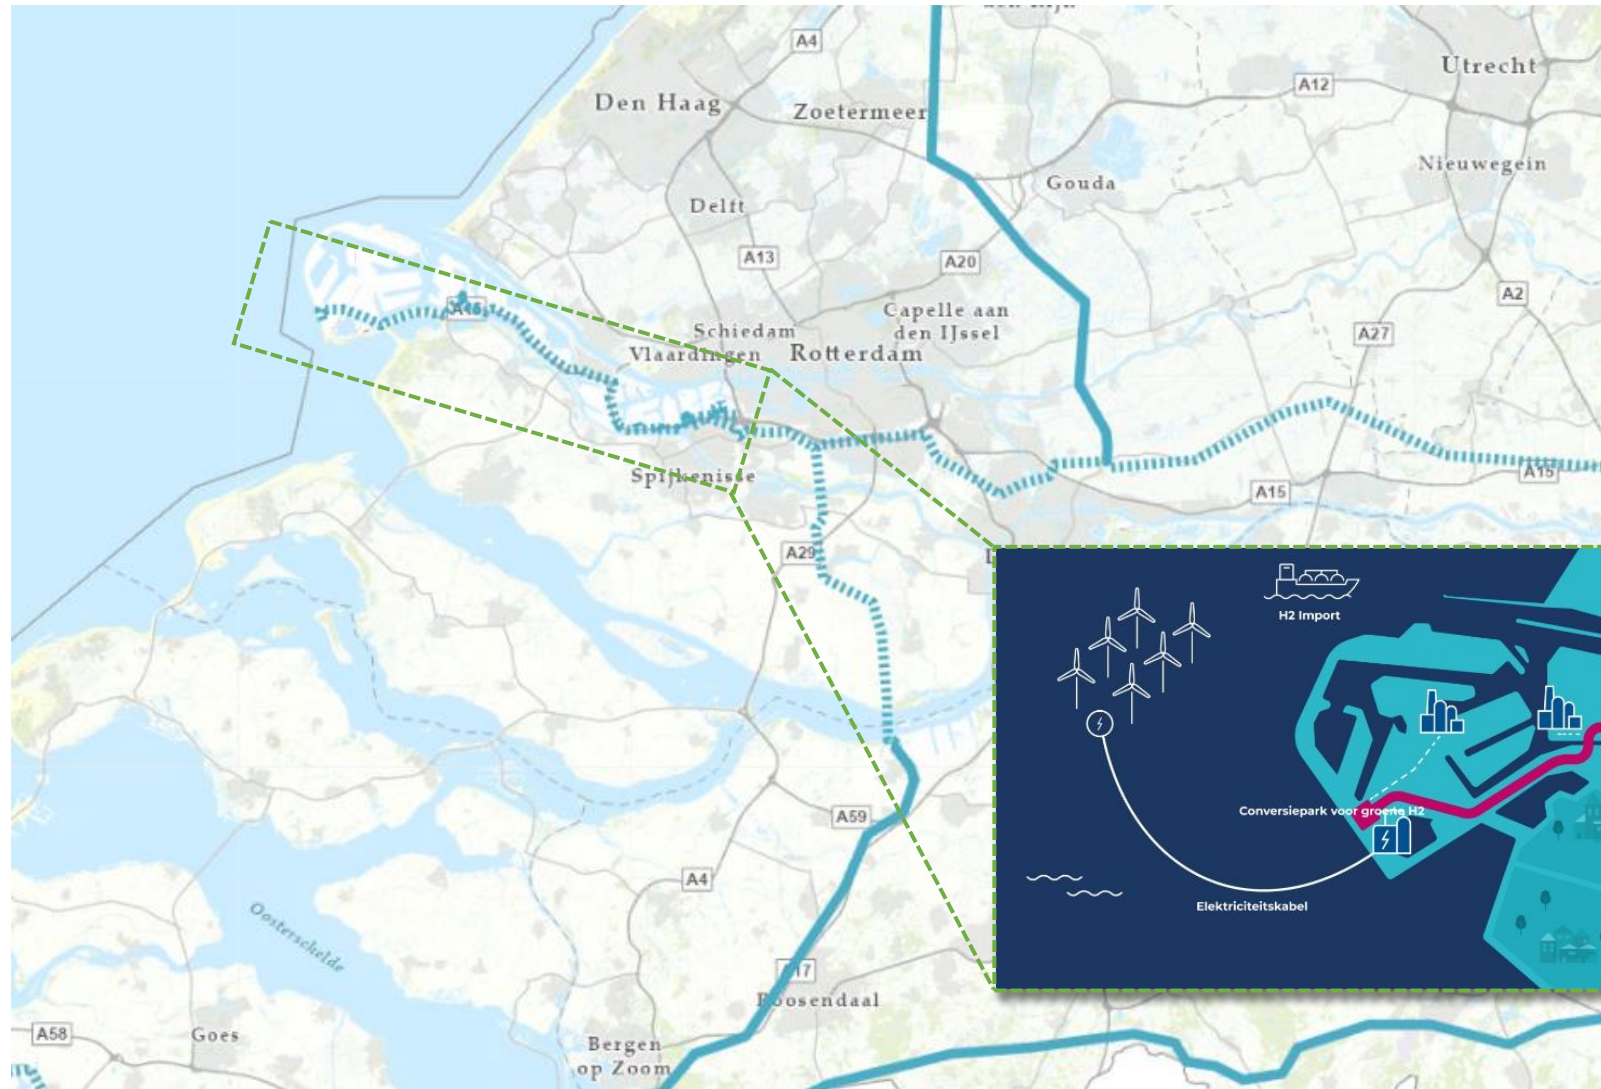 A4
Utrecht
A12
Den Haag
Zoetermeer
Nieuwegein
Gouda
Delft
A13
A20
A2
A15
Capelle aan
den IJssel
Schiedam
A27
Vlaardingen
Rotterdam
Spijkenisse
A15
A15
A29
H2 Import
Conversiepark voor groene H2
Elektriciteitskabel
A59
A4
Oosterschelde
A17
Roosendaal
A58
Goes
Bergen
op Zoom